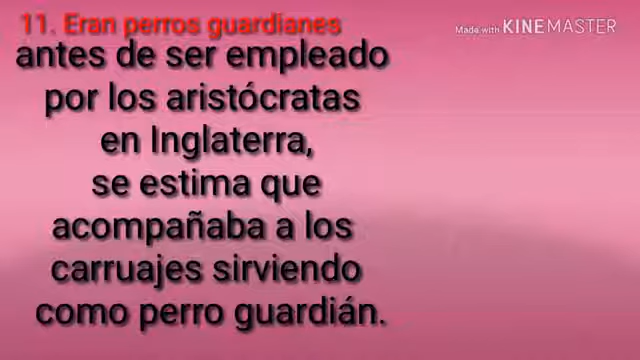 11. Eran perros guardianes
Made with KINEMASTER
antes de ser empleado
por los aristócratas
en Inglaterra,
se estima que
acompañaba a los
carruajes sirviendo
como perro guardián.